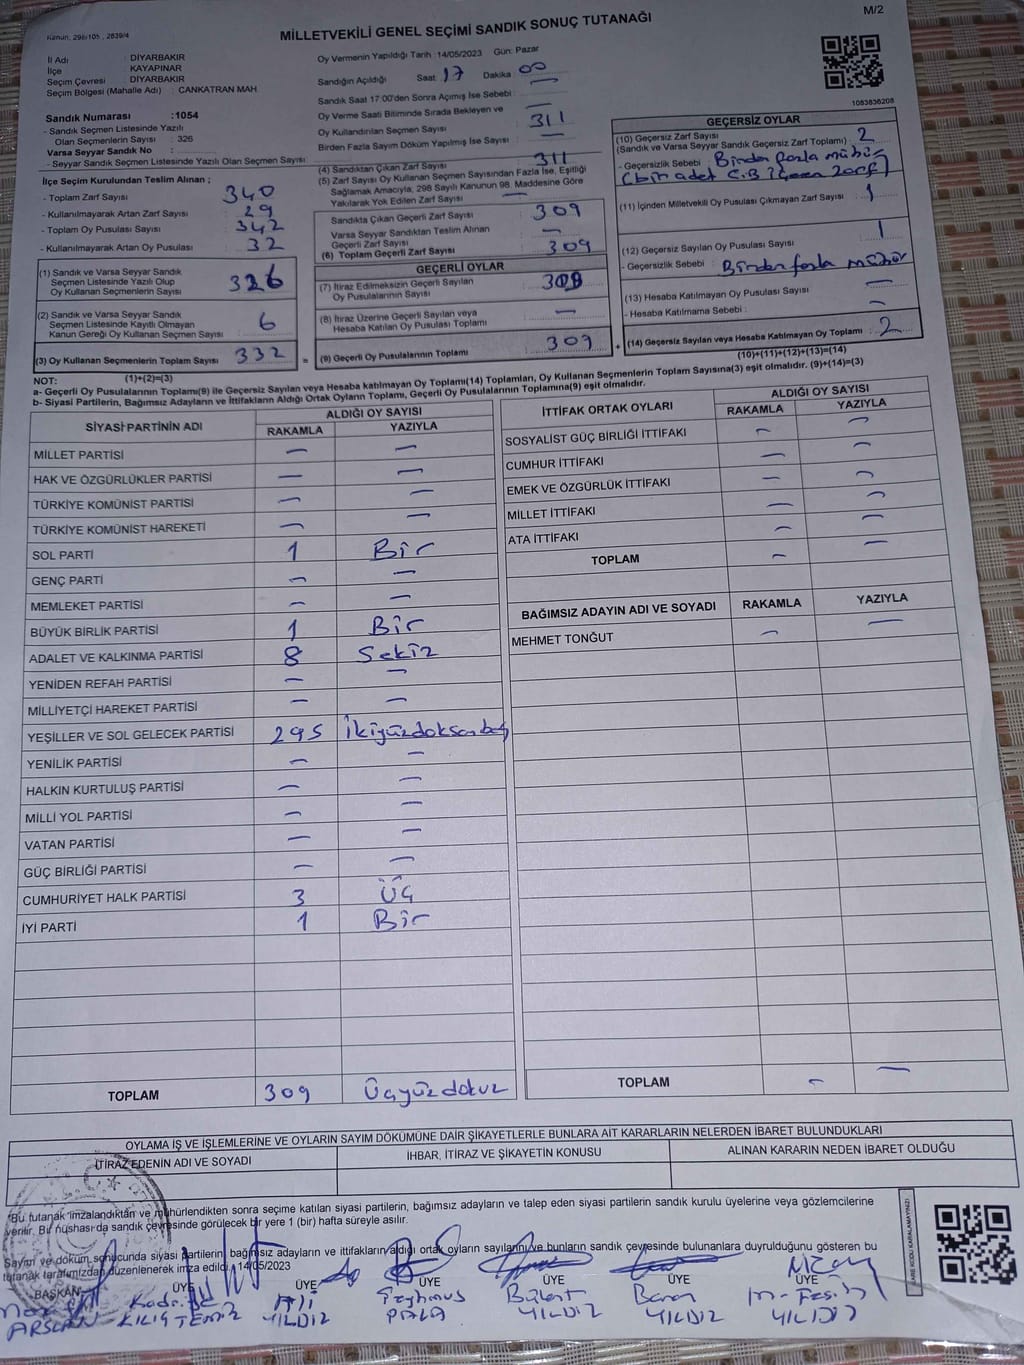 Kanun: 298/105 , 2839/4
MİLLETVEKİLİ GENEL SEÇİMİ SANDIK SONUÇ TUTANAĞI
M/2
İl Adı : DİYARBAKIR
İlçe : KAYAPINAR
Seçim Çevresi : DİYARBAKIR
Seçim Bölgesi (Mahalle Adı) : CANKATRAN MAH
Sandık Numarası :1054
- Sandık Seçmen Listesinde Yazılı
Olan Seçmenlerin Sayısı : 326
Varsa Seyyar Sandık No :
- Seyyar Sandık Seçmen Listesinde Yazılı Olan Seçmen Sayısı :
Oy Vermenin Yapıldığı Tarih :14/05/2023 Gün: Pazar
Sandığın Açıldığı Saat : 17 Dakika : 00
Sandık Saat 17:00'den Sonra Açımış İse Sebebi : —
Oy Verme Saati Bitiminde Sırada Bekleyen ve —
Oy Kullandırılan Seçmen Sayısı : 311
Birden Fazla Sayım Döküm Yapılmış İse Sayısı : —
1083836208
İlçe Seçim Kurulundan Teslim Alınan ;
- Toplam Zarf Sayısı : 340
- Kullanılmayarak Artan Zarf Sayısı : 29
- Toplam Oy Pusulası Sayısı : 342
- Kullanılmayarak Artan Oy Pusulası : 32
(1) Sandık ve Varsa Seyyar Sandık
Seçmen Listesinde Yazılı Olup
Oy Kullanan Seçmenlerin Sayısı 326
(2) Sandık ve Varsa Seyyar Sandık
Seçmen Listesinde Kayıtlı Olmayan
Kanun Gereği Oy Kullanan Seçmen Sayısı 6
(3) Oy Kullanan Seçmenlerin Toplam Sayısı 332 =
(1)+(2)=(3)
(4) Sandıktan Çıkan Zarf Sayısı 311
(5) Zarf Sayısı Oy Kullanan Seçmen Sayısından Fazla İse, Eşitliği
Sağlamak Amacıyla, 298 Sayılı Kanunun 98. Maddesine Göre
Yakılarak Yok Edilen Zarf Sayısı —
Sandıkta Çıkan Geçerli Zarf Sayısı 309
Varsa Seyyar Sandıktan Teslim Alınan
Geçerli Zarf Sayısı —
(6) Toplam Geçerli Zarf Sayısı 309
GEÇERLİ OYLAR
(7) İtiraz Edilmeksizin Geçerli Sayılan
Oy Pusulalarının Sayısı 309
(8) İtiraz Üzerine Geçerli Sayılan veya
Hesaba Katılan Oy Pusulası Toplamı —
(9) Geçerli Oy Pusulalarının Toplamı 309 +
GEÇERSİZ OYLAR
(10) Geçersiz Zarf Sayısı 2
(Sandık ve Varsa Seyyar Sandık Geçersiz Zarf Toplamı)
- Geçersizlik Sebebi : Birden fazla mühür
(bir adet C.B İçeren Zarf)
(11) İçinden Milletvekili Oy Pusulası Çıkmayan Zarf Sayısı 1
(12) Geçersiz Sayılan Oy Pusulası Sayısı 1
- Geçersizlik Sebebi : Birden fazla mühür
(13) Hesaba Katılmayan Oy Pusulası Sayısı —
- Hesaba Katılmama Sebebi : —
(14) Geçersiz Sayılan veya Hesaba Katılmayan Oy Toplamı 2
(10)+(11)+(12)+(13)=(14)
NOT:
a- Geçerli Oy Pusulaları Toplamı(9) ile Geçersiz Sayılan veya Hesaba katılmayan Oy Toplamı(14) Toplamları, Oy Kullanan Seçmenlerin Toplam Sayısına(3) eşit olmalıdır. (9)+(14)=(3)
b- Siyasi Partilerin, Bağımsız Adayların ve İttifakların Aldığı Ortak Oyların Toplamı, Geçerli Oy Pusularının Toplamına(9) eşit olmalıdır.
SİYASİ PARTİNİN ADI ALDIĞI OY SAYISI
RAKAMLA YAZIYLA
MİLLET PARTİSİ — —
HAK VE ÖZGÜRLÜKLER PARTİSİ — —
TÜRKİYE KOMÜNİST PARTİSİ — —
TÜRKİYE KOMÜNİST HAREKETİ — —
SOL PARTİ 1 Bir
GENÇ PARTİ — —
MEMLEKET PARTİSİ — —
BÜYÜK BİRLİK PARTİSİ 1 Bir
ADALET VE KALKINMA PARTİSİ 8 Sekiz
YENİDEN REFAH PARTİSİ — —
MİLLİYETÇİ HAREKET PARTİSİ — —
YEŞİLLER VE SOL GELECEK PARTİSİ 295 İkiyüzdoksanbeş
YENİLİK PARTİSİ — —
HALKIN KURTULUŞ PARTİSİ — —
MİLLİ YOL PARTİSİ — —
VATAN PARTİSİ — —
GÜÇ BİRLİĞİ PARTİSİ — —
CUMHURİYET HALK PARTİSİ 3 Üç
İYİ PARTİ 1 Bir
TOPLAM 309 Üçyüzdokuz
İTTİFAK ORTAK OYLARI ALDIĞI OY SAYISI
RAKAMLA YAZIYLA
SOSYALİST GÜÇ BİRLİĞİ İTTİFAKI — —
CUMHUR İTTİFAKI — —
EMEK VE ÖZGÜRLÜK İTTİFAKI — —
MİLLET İTTİFAKI — —
ATA İTTİFAKI — —
TOPLAM — —
BAĞIMSIZ ADAYIN ADI VE SOYADI RAKAMLA YAZIYLA
MEHMET TONĞUT — —
TOPLAM — —
OYLAMA İŞ VE İŞLEMLERİNE VE OYLARIN SAYIM DÖKÜMÜNE DAİR ŞİKAYETLERLE BUNLARA AİT KARARLARIN NELERDEN İBARET BULUNDUKLARI
İTİRAZ EDENİN ADI VE SOYADI İHBAR, İTİRAZ VE ŞİKAYETİN KONUSU ALINAN KARARIN NEDEN İBARET OLDUĞU
"Bu tutanak imzalandıktan ve mühürlendikten sonra seçime katılan siyasi partilerin, bağımsız adayların ve talep eden siyasi partilerin sandık kurulu üyelerine veya gözlemcilerine
verilir. Bir nüshası da sandık çevresinde görülecek bir yere 1 (bir) hafta süreyle asılır.
Sayım ve döküm sonucunda siyasi partilerin, bağımsız adayların ve ittifakların aldığı ortak oyların sayılarını ve bunların sandık çevresinde bulunanlara duyrulduğunu gösteren bu
tutanak tarafımızdan düzenlenerek imza edildi. 14/05/2023
BAŞKAN ÜYE ÜYE ÜYE ÜYE ÜYE ÜYE
ARSLAN
Kadriye KILIÇ TEMİZ
Ali YILDIZ
Feyhmus PALA
Bülent YILDIZ
Baran YILDIZ
M. Fesih YILDIZ
KARE KODU KARALAMAYINIZ!